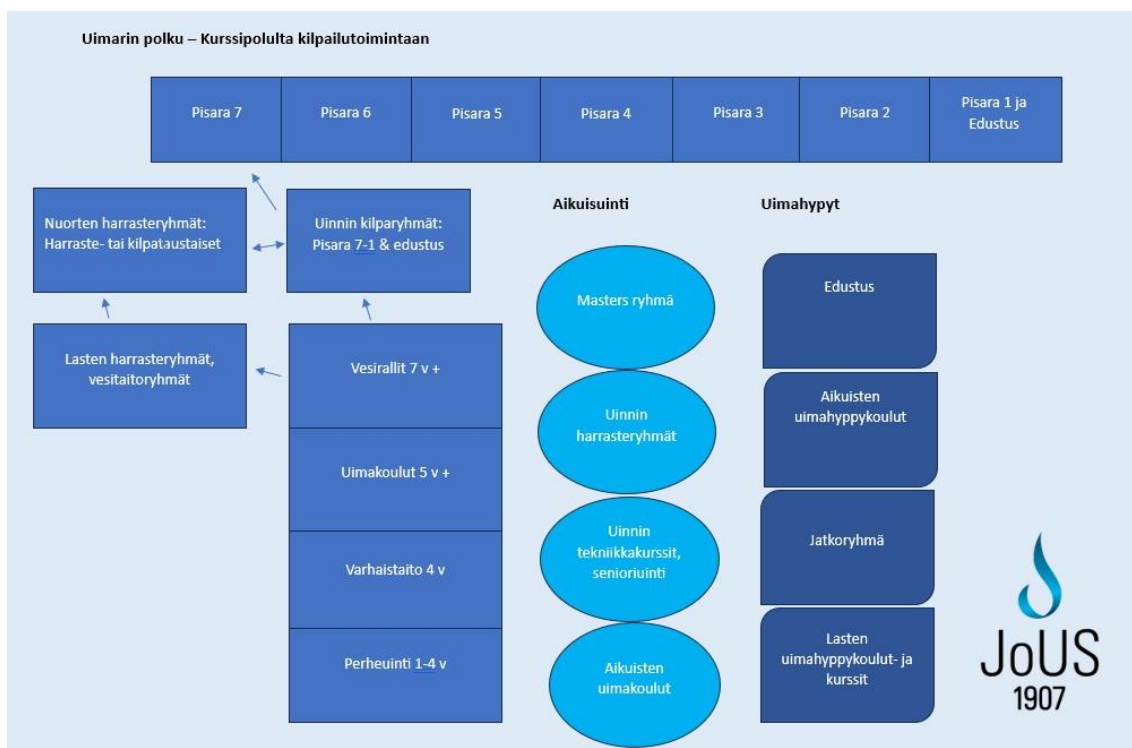 Uimarin polku – Kurssipolulta kilpailutoimintaan
Pisara 7
Pisara 6
Pisara 5
Pisara 4
Pisara 3
Pisara 2
Pisara 1 ja
Edustus
Nuorten harrasteryhmät:
Harraste- tai kilpataustaiset
Uinnin kilparyhmät:
Pisara 7-1 & edustus
Lasten harrasteryhmät,
vesitaitoryhmät
Vesirallit 7 v +
Uimakoulut 5 v +
Varhaistaito 4 v
Perheuinti 1-4 v
Aikuisuinti
Masters ryhmä
Uinnin
harrasteryhmät
Uinnin
tekniikkakurssit,
senioriuinti
Aikuisten
uimakoulut
Uimahypyt
Edustus
Aikuisten
uimahyppykoulut
Jatkoryhmä
Lasten
uimahyppykoulut- ja
kurssit
JoUS
1907